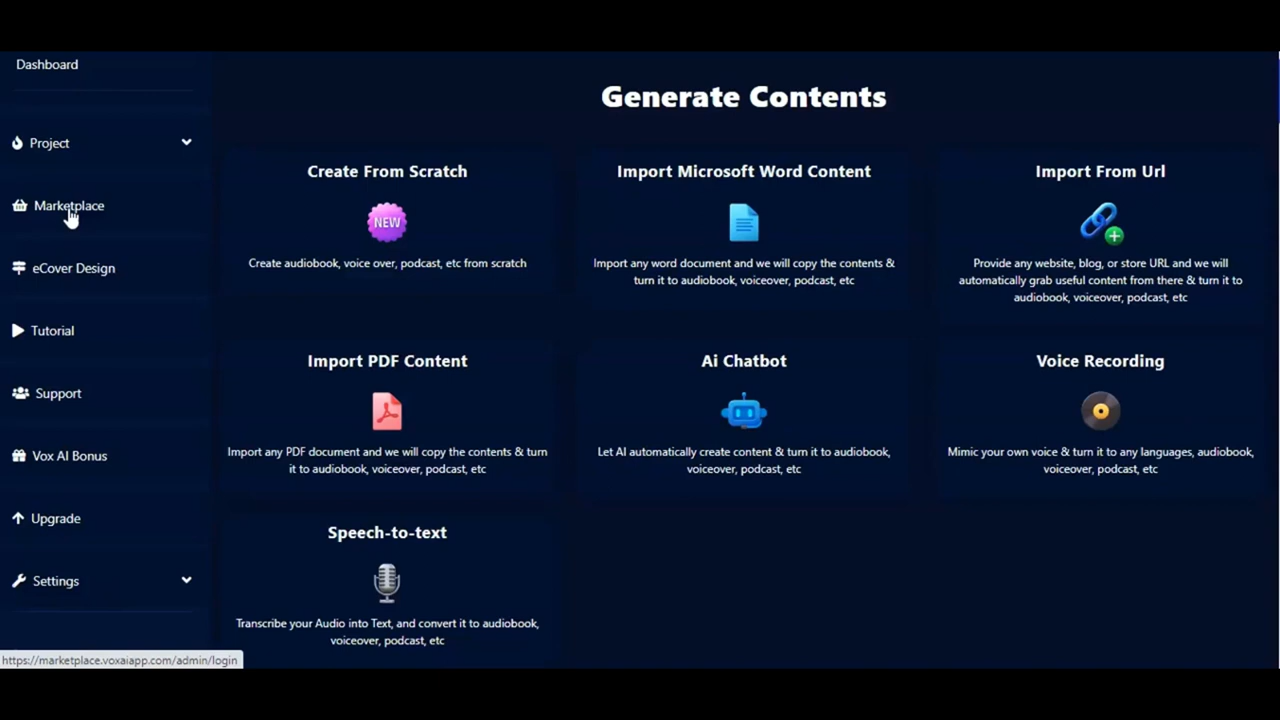 Dashboard
Project
Marketplace
eCover Design
Tutorial
Support
Vox AI Bonus
Upgrade
Settings
https://marketplace.voxaiapp.com/admin/login
Generate Contents
Create From Scratch
NEW
Create audiobook, voice over, podcast, etc from scratch
Import Microsoft Word Content
Import any word document and we will copy the contents &
turn it to audiobook, voiceover, podcast, etc
Import From Url
Provide any website, blog, or store URL and we will
automatically grab useful content from there & turn it to
audiobook, voiceover, podcast, etc
Import PDF Content
Import any PDF document and we will copy the contents & turn
it to audiobook, voiceover, podcast, etc
Ai Chatbot
Let AI automatically create content & turn it to audiobook,
voiceover, podcast, etc
Voice Recording
Mimic your own voice & turn it to any languages, audiobook,
voiceover, podcast, etc
Speech-to-text
Transcribe your Audio into Text, and convert it to audiobook,
voiceover, podcast, etc